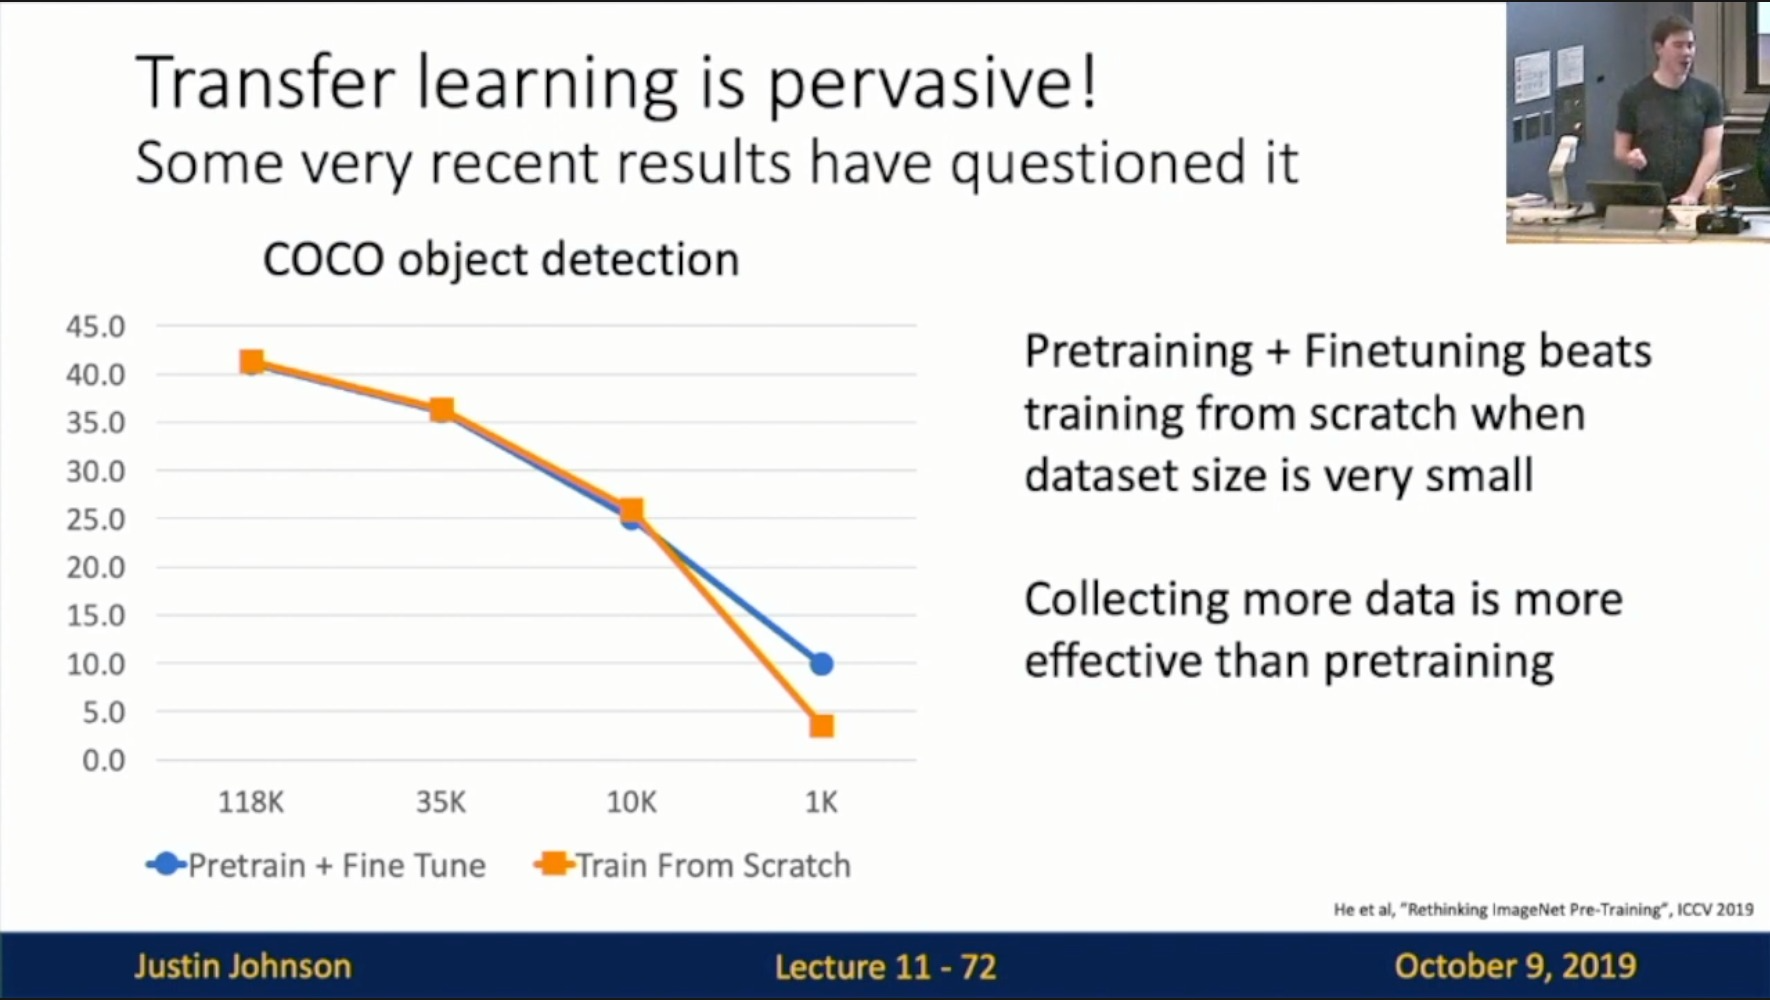 Transfer learning is pervasive!
Some very recent results have questioned it
COCO object detection
45.0
40.0
35.0
30.0
25.0
20.0
15.0
10.0
5.0
0.0
118K 35K 10K 1K
Pretrain + Fine Tune Train From Scratch
Pretraining + Finetuning beats
training from scratch when
dataset size is very small
Collecting more data is more
effective than pretraining
He et al, "Rethinking ImageNet Pre-Training", ICCV 2019
Justin Johnson Lecture 11 - 72 October 9, 2019